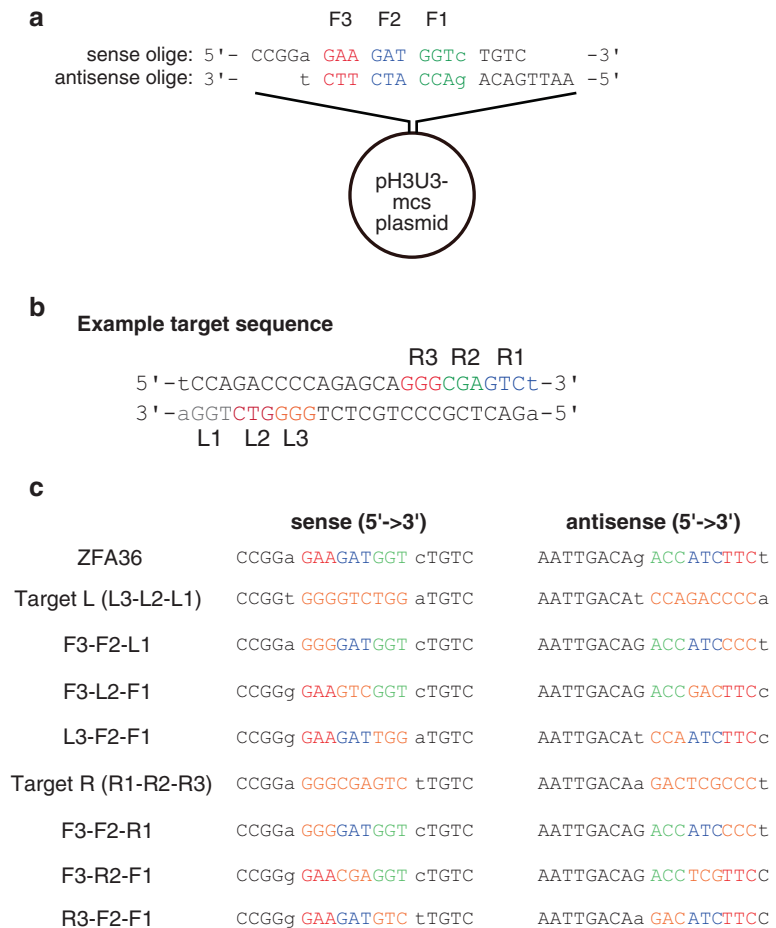 a
F3 F2 F1
sense olige: 5'- CCGGa GAA GAT GGTc TGTC -3'
antisense olige: 3'- t CTT CTA CCAg ACAGTTAA -5'
pH3U3-
mcs
plasmid
b
Example target sequence
R3 R2 R1
5'-tCCAGACCCCAGAGCAGGGCGAGTCt-3'
3'-aGGTCTGGGGTCTCGTCCCGCTCAGa-5'
L1 L2 L3
c
sense (5'->3') antisense (5'->3')
ZFA36 CCGGa GAAGATGGT cTGTC AATTGACAg ACCATCTTCt
Target L (L3-L2-L1) CCGGt GGGGTCTGG aTGTC AATTGACAt CCAGACCCCa
F3-F2-L1 CCGGa GGGGATGGT cTGTC AATTGACAG ACCATCCCCt
F3-L2-F1 CCGGg GAAGTCGGT cTGTC AATTGACAG ACCGACTTCc
L3-F2-F1 CCGGg GAAGATTGG aTGTC AATTGACAt CCAATCTTCc
Target R (R1-R2-R3) CCGGa GGGCGAGTC tTGTC AATTGACAa GACTCGCCCt
F3-F2-R1 CCGGa GGGGATGGT cTGTC AATTGACAG ACCATCCCCt
F3-R2-F1 CCGGg GAACGAGGT cTGTC AATTGACAG ACCTCGTTCC
R3-F2-F1 CCGGg GAAGATGTC tTGTC AATTGACAa GACATCTTCC